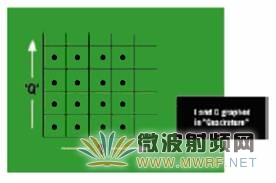 'Q'
I and Q graphed
in "Quadrature"
微波射频网
WWW.MWRF.NET